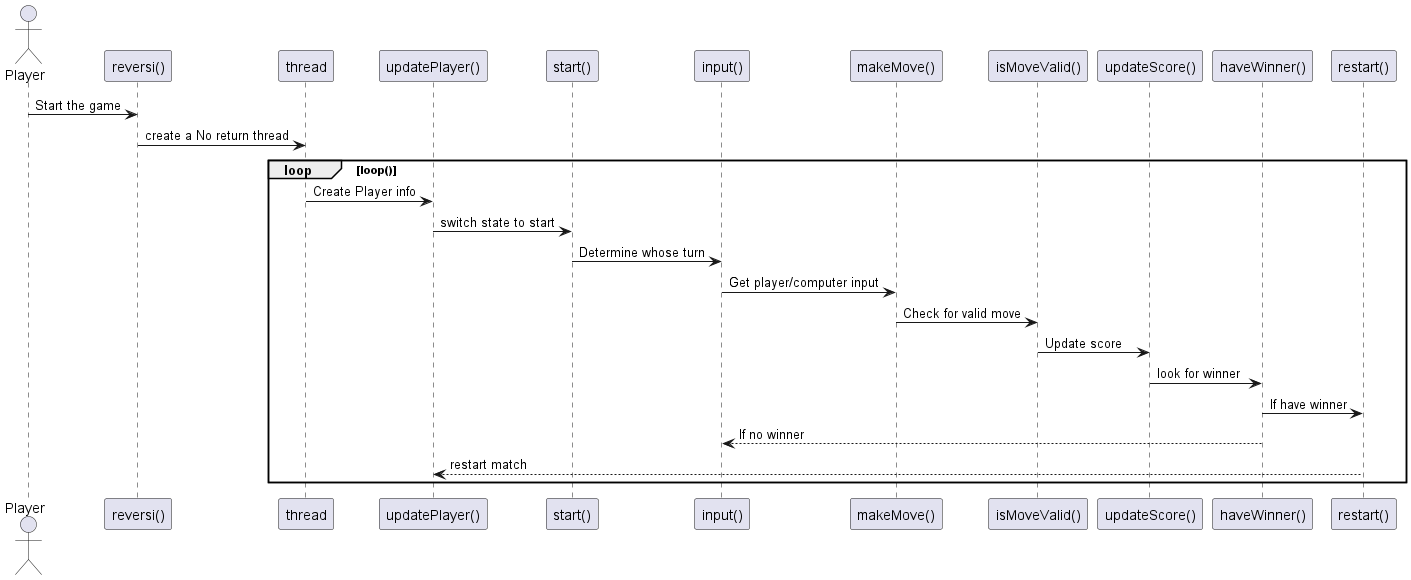 Player
reversi()
thread
updatePlayer()
start()
input()
makeMove()
isMoveValid()
updateScore()
haveWinner()
restart()
Start the game
create a No return thread
loop
[loop()]
Create Player info
switch state to start
Determine whose turn
Get player/computer input
Check for valid move
Update score
look for winner
If have winner
If no winner
restart match
Player
reversi()
thread
updatePlayer()
start()
input()
makeMove()
isMoveValid()
updateScore()
haveWinner()
restart()